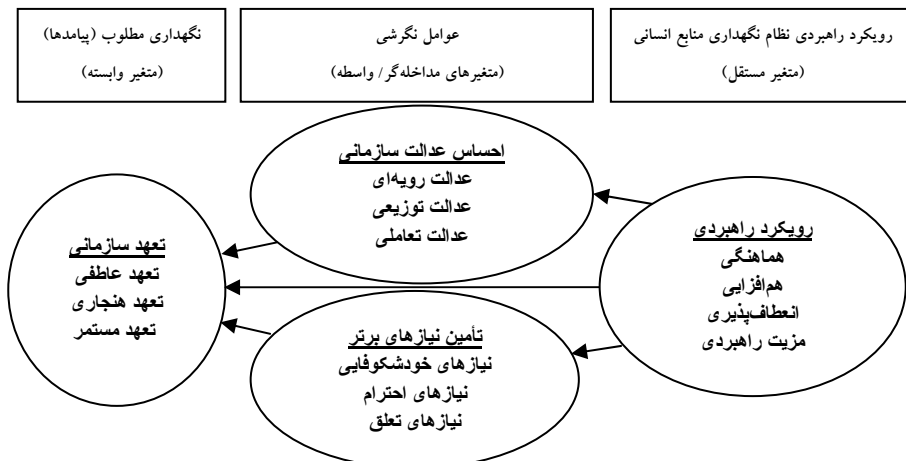 رویکرد راهبردی نظام نگهداری منابع انسانی
(متغیر مستقل)
عوامل نگرشی
(متغیرهای مداخله‌گر/ واسطه)
نگهداری مطلوب (پیامدها)
(متغیر وابسته)
رویکرد راهبردی
هماهنگی
هم‌افزایی
انعطاف‌پذیری
مزیت راهبردی
احساس عدالت سازمانی
عدالت رویه‌ای
عدالت توزیعی
عدالت تعاملی
تأمین نیازهای برتر
نیازهای خودشکوفایی
نیازهای احترام
نیازهای تعلق
تعهد سازمانی
تعهد عاطفی
تعهد هنجاری
تعهد مستمر